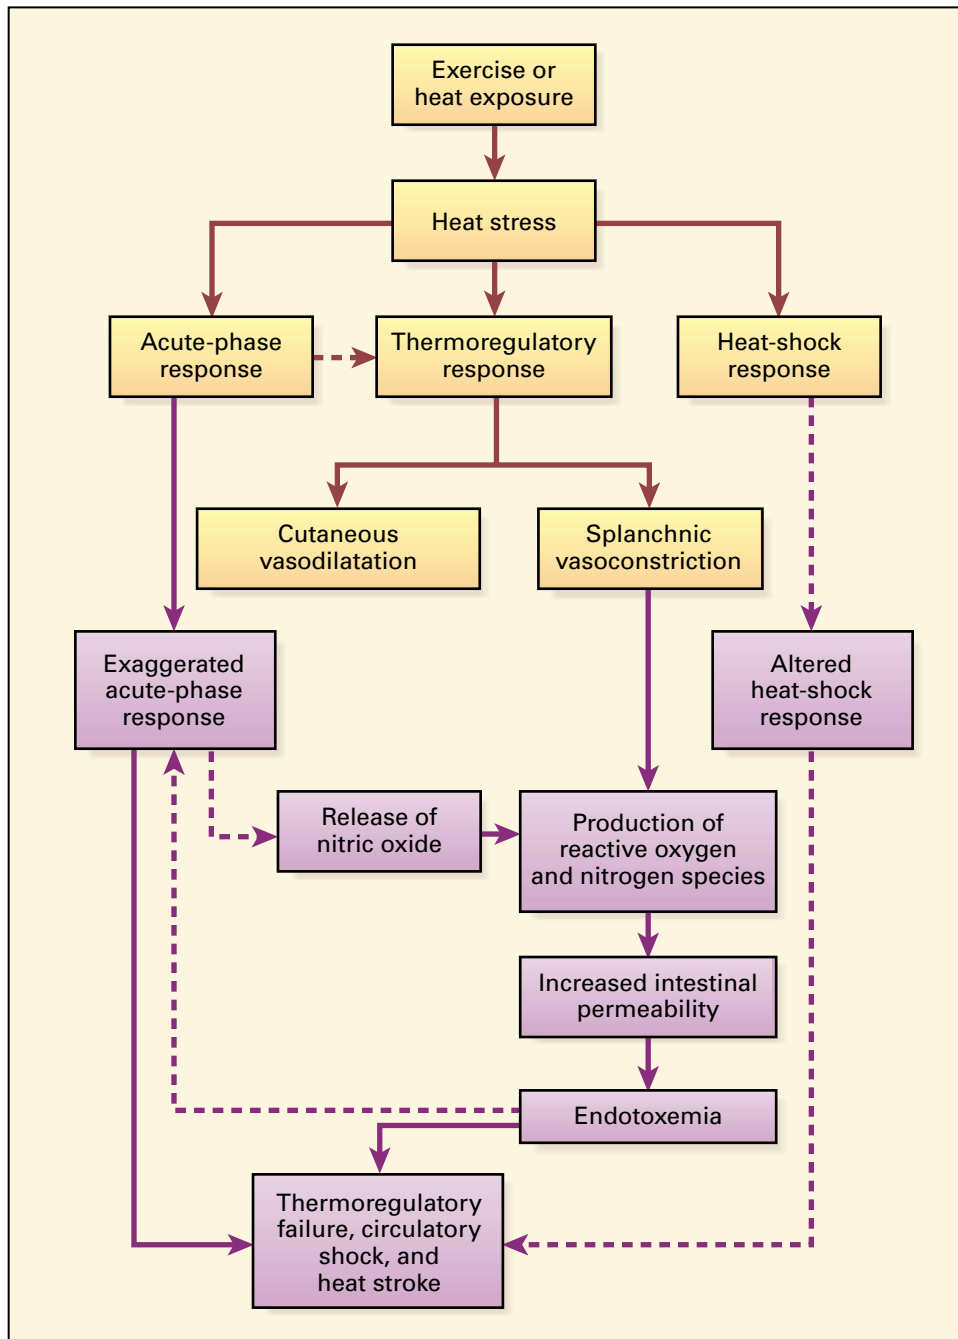 Exercise or
heat exposure
Heat stress
Acute-phase
response
Thermoregulatory
response
Heat-shock
response
Cutaneous
vasodilatation
Splanchnic
vasoconstriction
Exaggerated
acute-phase
response
Altered
heat-shock
response
Release of
nitric oxide
Production of
reactive oxygen
and nitrogen species
Increased intestinal
permeability
Endotoxemia
Thermoregulatory
failure, circulatory
shock, and
heat stroke